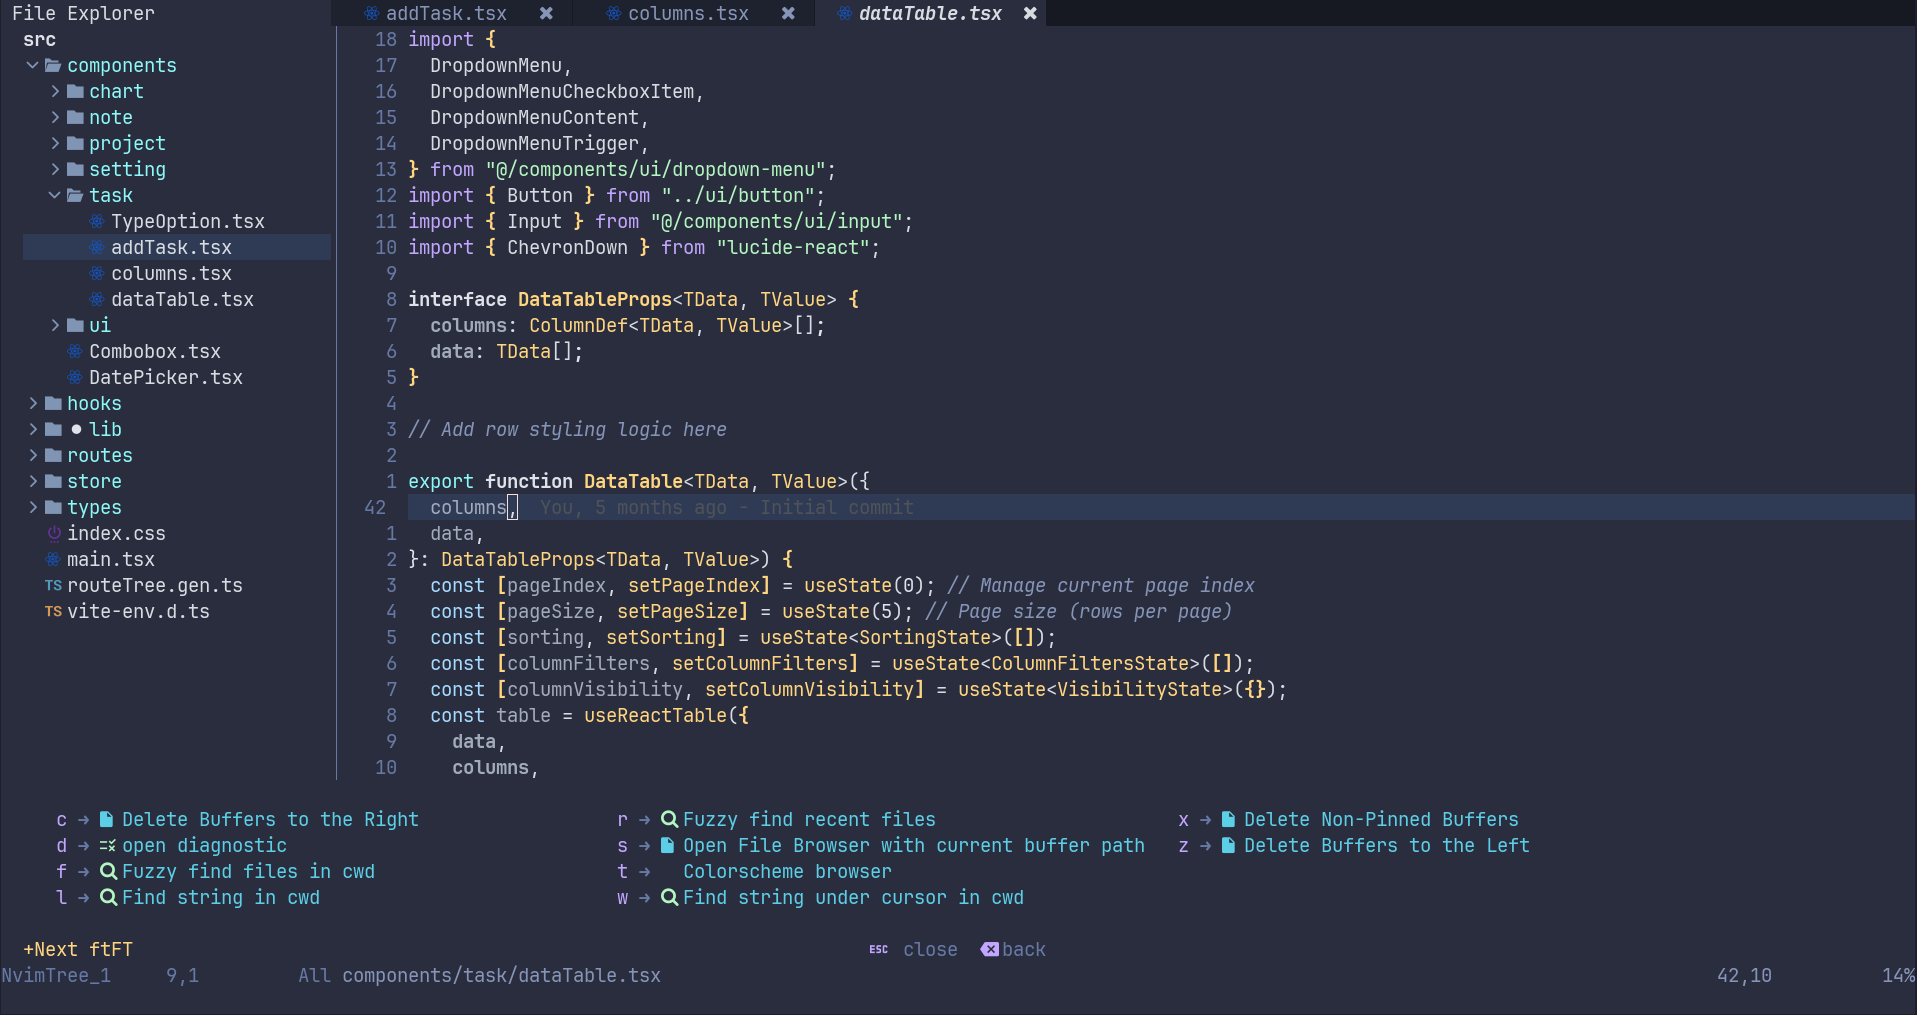 File Explorer
addTask.tsx
columns.tsx
dataTable.tsx
src
components
chart
note
project
setting
task
TypeOption.tsx
addTask.tsx
columns.tsx
dataTable.tsx
ui
Combobox.tsx
DatePicker.tsx
hooks
lib
routes
store
types
index.css
main.tsx
TS routeTree.gen.ts
TS vite-env.d.ts
18 import {
17   DropdownMenu,
16   DropdownMenuCheckboxItem,
15   DropdownMenuContent,
14   DropdownMenuTrigger,
13 } from "@/components/ui/dropdown-menu";
12 import { Button } from "../ui/button";
11 import { Input } from "@/components/ui/input";
10 import { ChevronDown } from "lucide-react";
9
8 interface DataTableProps<TData, TValue> {
7   columns: ColumnDef<TData, TValue>[];
6   data: TData[];
5 }
4
3 // Add row styling logic here
2
1 export function DataTable<TData, TValue>({
42   columns,  You, 5 months ago - Initial commit
1   data,
2 }: DataTableProps<TData, TValue>) {
3   const [pageIndex, setPageIndex] = useState(0); // Manage current page index
4   const [pageSize, setPageSize] = useState(5); // Page size (rows per page)
5   const [sorting, setSorting] = useState<SortingState>([]);
6   const [columnFilters, setColumnFilters] = useState<ColumnFiltersState>([]);
7   const [columnVisibility, setColumnVisibility] = useState<VisibilityState>({});
8   const table = useReactTable({
9     data,
10     columns,
c → Delete Buffers to the Right
d → open diagnostic
f → Fuzzy find files in cwd
l → Find string in cwd
r → Fuzzy find recent files
s → Open File Browser with current buffer path
t → Colorscheme browser
w → Find string under cursor in cwd
x → Delete Non-Pinned Buffers
z → Delete Buffers to the Left
+Next ftFT
ESC close back
NvimTree_1 9,1 All components/task/dataTable.tsx 42,10 14%